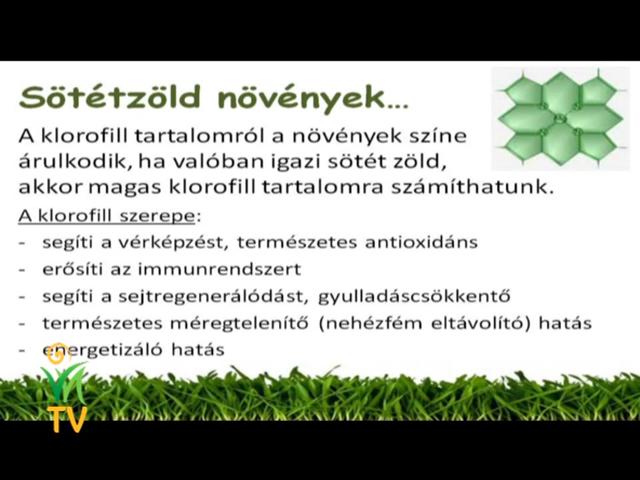 Sötétzöld növények...
A klorofill tartalomról a növények színe
árulkodik, ha valóban igazi sötét zöld,
akkor magas klorofill tartalomra számíthatunk.
A klorofill szerepe:
- segíti a vérképzést, természetes antioxidáns
- erősíti az immunrendszert
- segíti a sejtregenerálódást, gyulladáscsökkentő
- természetes méregtelenítő (nehézfém eltávolító) hatás
- energetizáló hatás
TV